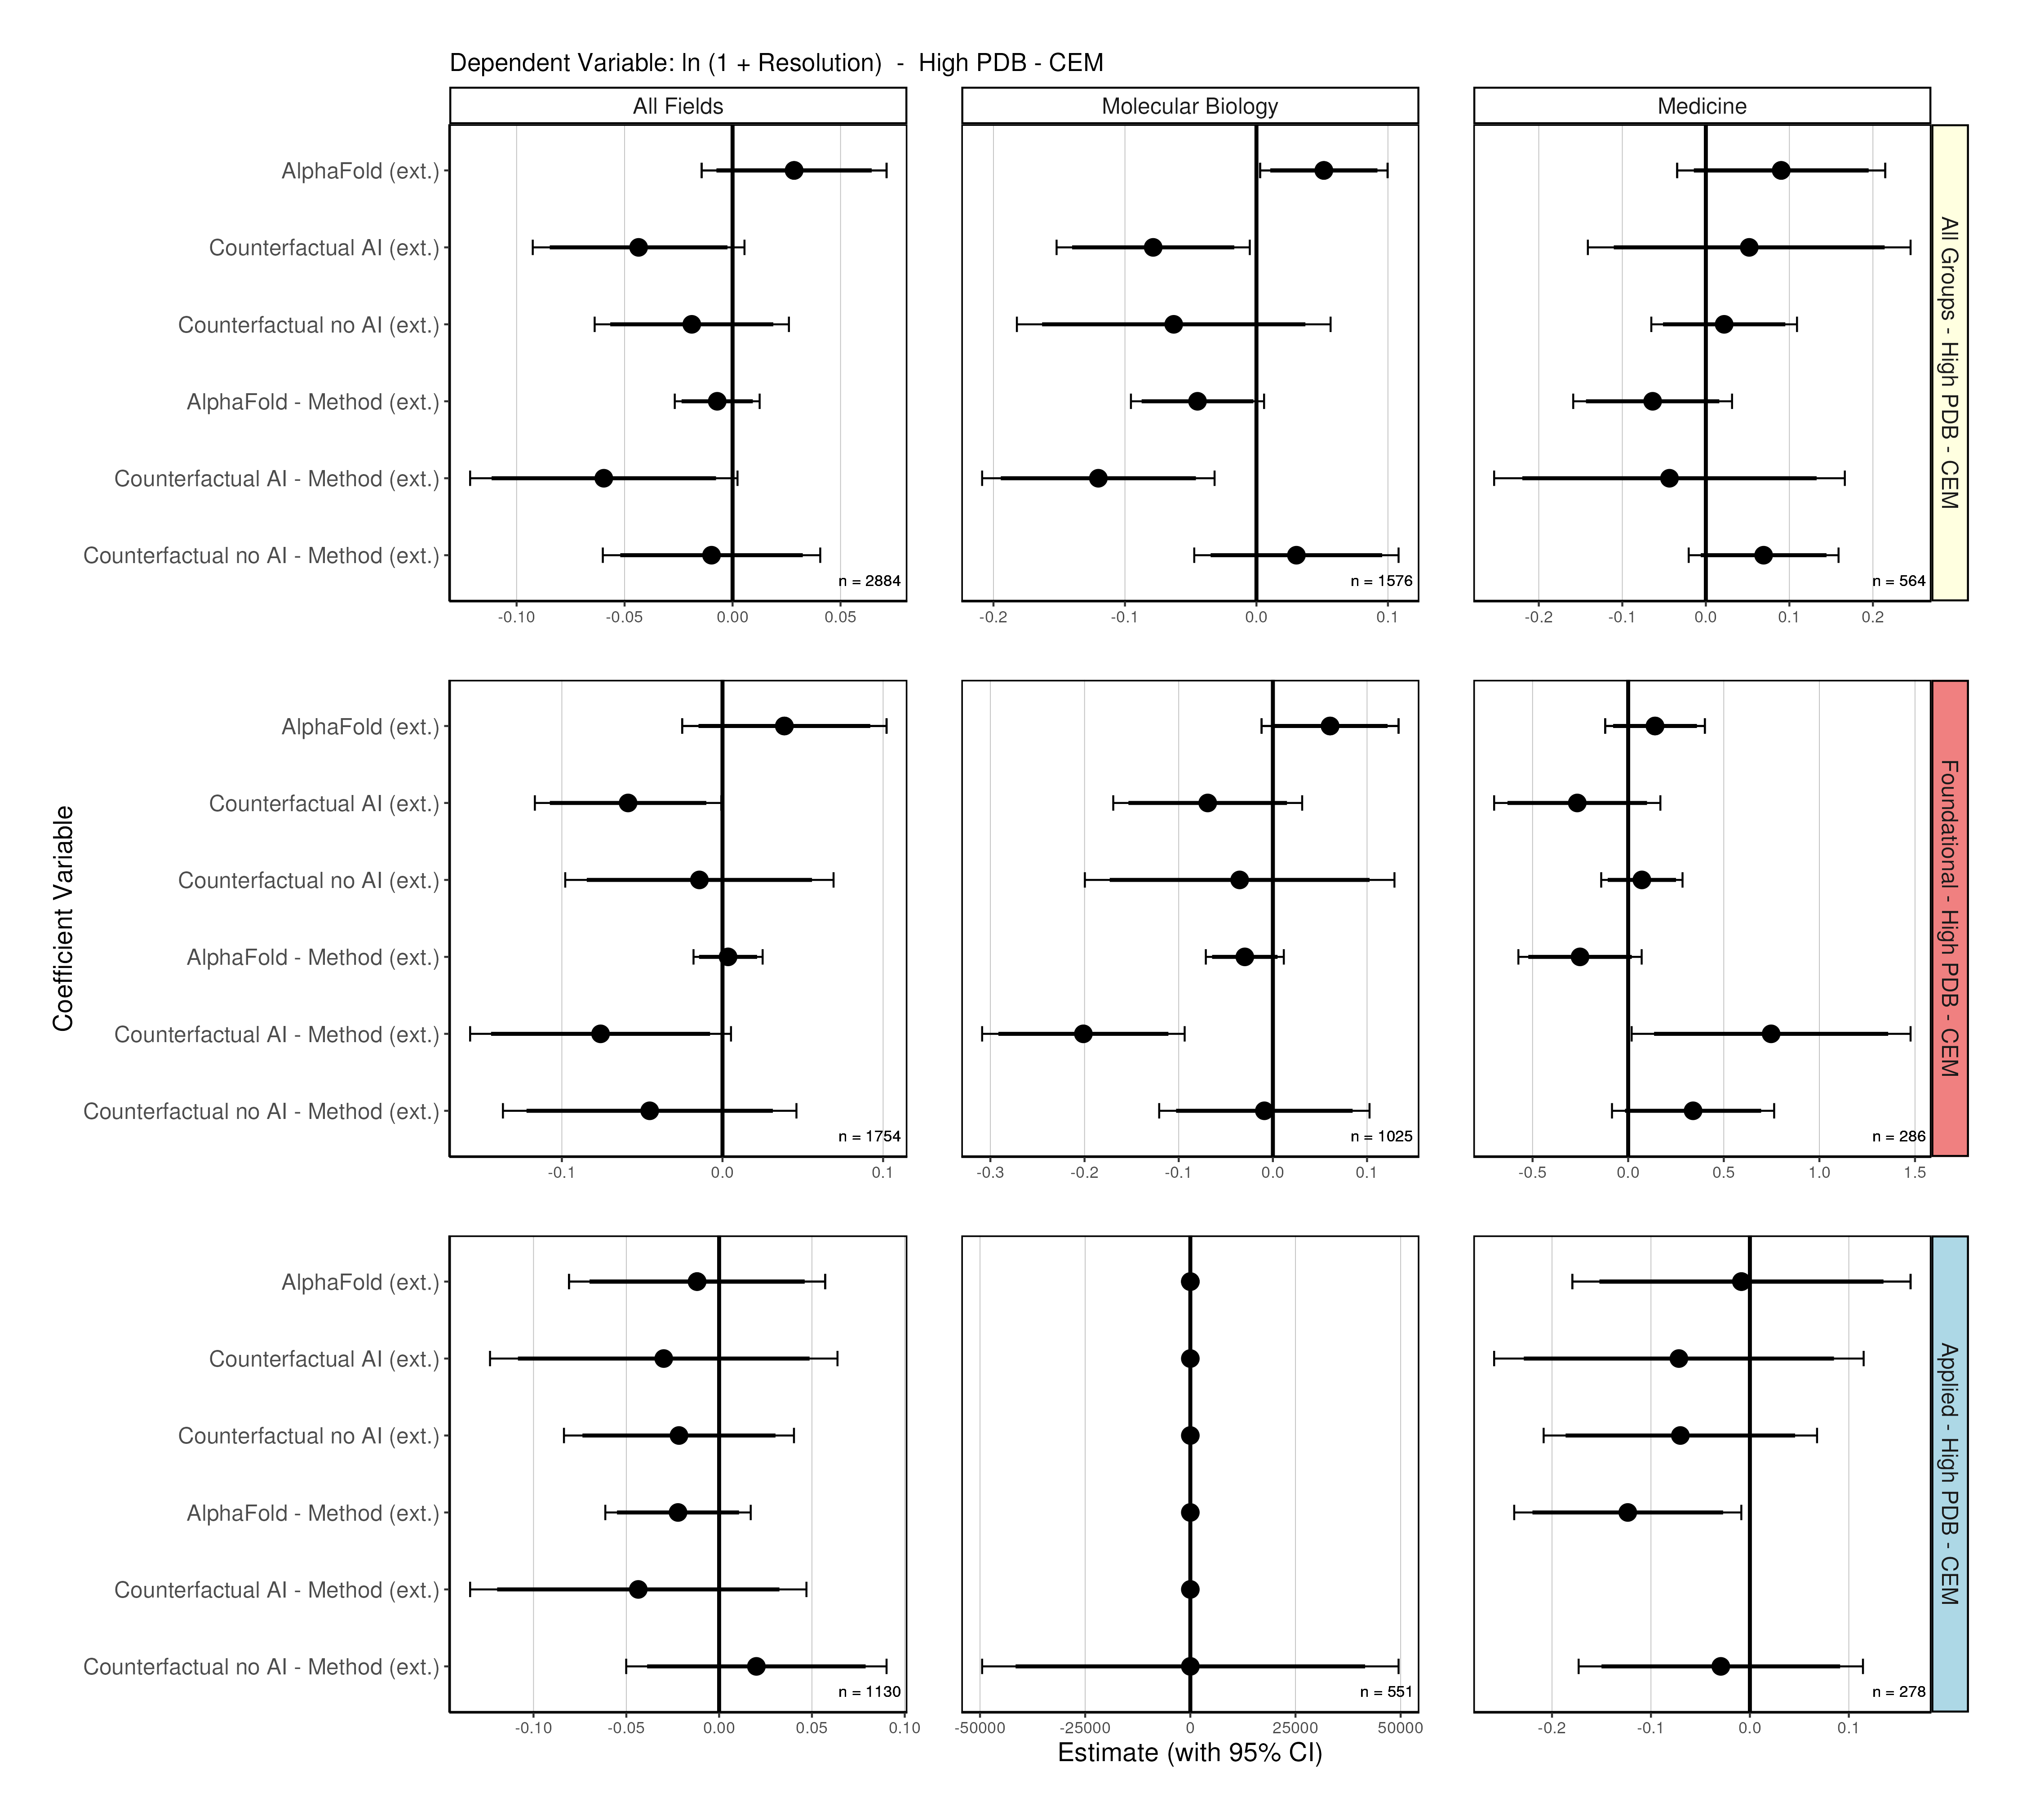 Dependent Variable: ln (1 + Resolution) - High PDB - CEM
All Fields
Molecular Biology
Medicine
AlphaFold (ext.)
Counterfactual AI (ext.)
Counterfactual no AI (ext.)
AlphaFold - Method (ext.)
Counterfactual AI - Method (ext.)
Counterfactual no AI - Method (ext.)
n = 2884
n = 1576
n = 564
-0.10 -0.05 0.00 0.05
-0.2 -0.1 0.0 0.1
-0.2 -0.1 0.0 0.1 0.2
All Groups - High PDB - CEM
Coefficient Variable
AlphaFold (ext.)
Counterfactual AI (ext.)
Counterfactual no AI (ext.)
AlphaFold - Method (ext.)
Counterfactual AI - Method (ext.)
Counterfactual no AI - Method (ext.)
n = 1754
n = 1025
n = 286
-0.1 0.0 0.1
-0.3 -0.2 -0.1 0.0 0.1
-0.5 0.0 0.5 1.0 1.5
Foundational - High PDB - CEM
AlphaFold (ext.)
Counterfactual AI (ext.)
Counterfactual no AI (ext.)
AlphaFold - Method (ext.)
Counterfactual AI - Method (ext.)
Counterfactual no AI - Method (ext.)
n = 1130
n = 551
n = 278
-0.10 -0.05 0.00 0.05 0.10
-50000 -25000 0 25000 50000
-0.2 -0.1 0.0 0.1
Applied - High PDB - CEM
Estimate (with 95% CI)